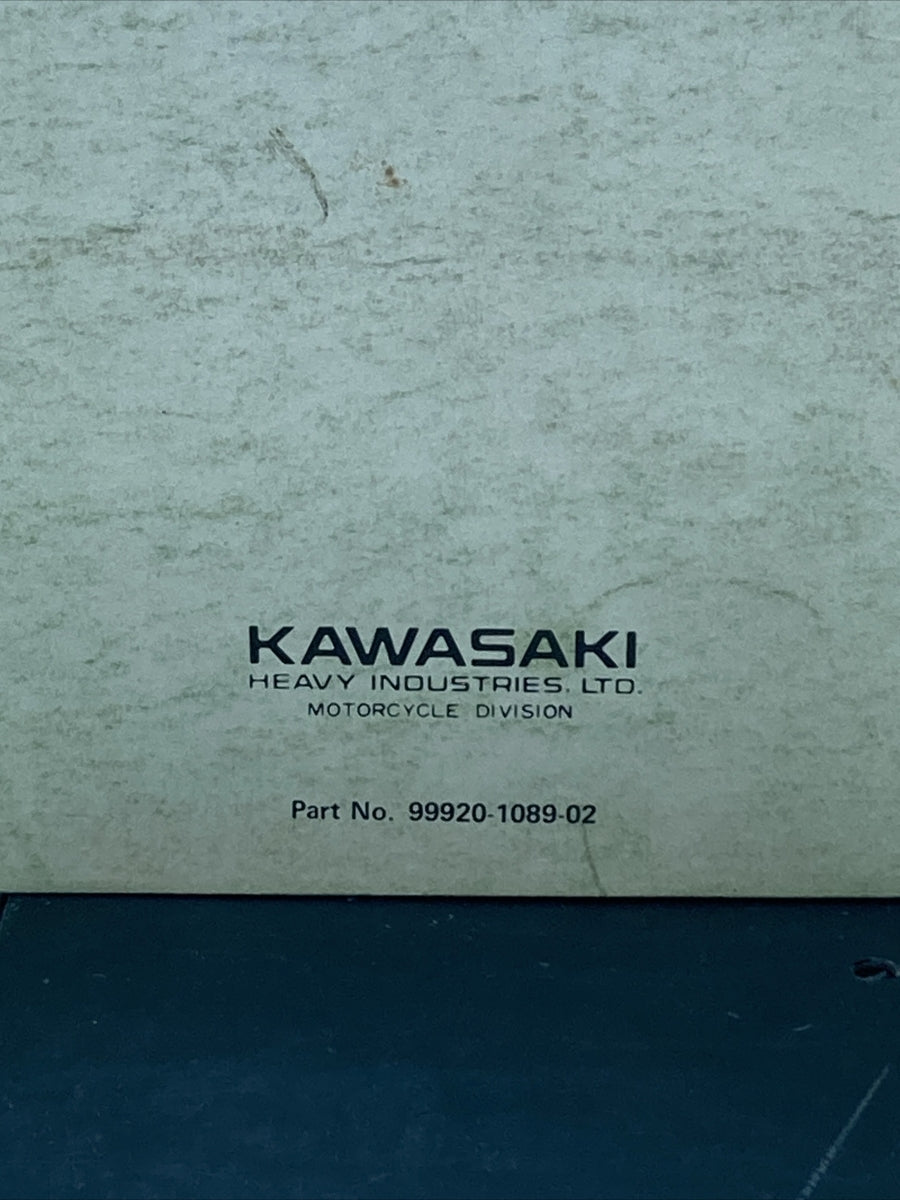 KAWASAKI
HEAVY INDUSTRIES, LTD.
MOTORCYCLE DIVISION
Part No. 99920-1089-02